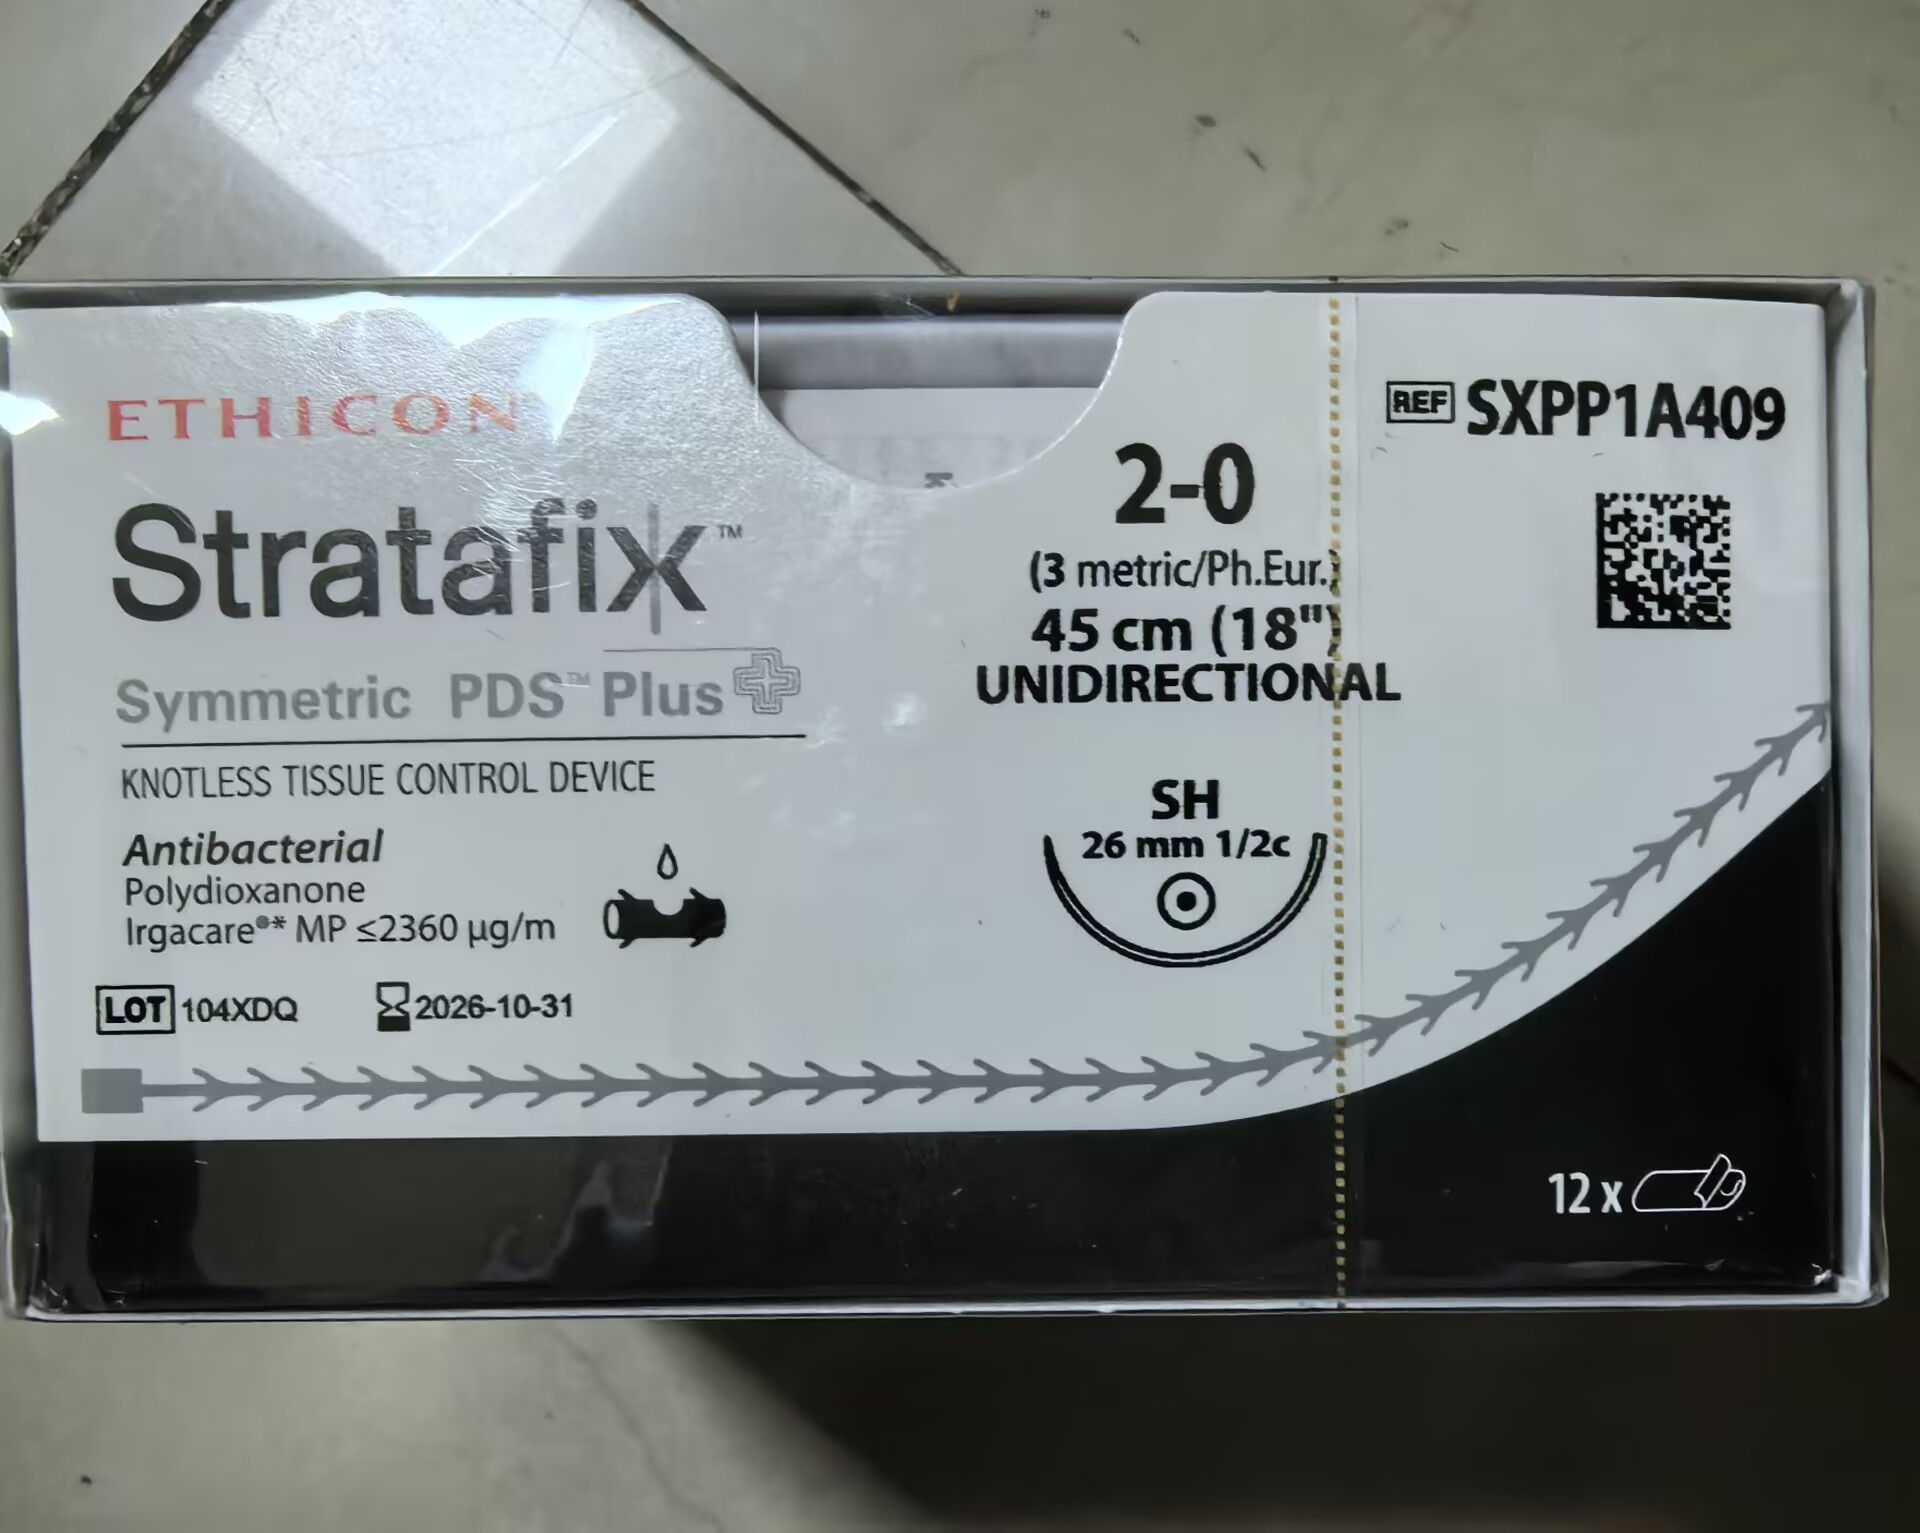 ETHICON
Stratafix™
Symmetric PDS™ Plus
KNOTLESS TISSUE CONTROL DEVICE
Antibacterial
Polydioxanone
Irgacare®* MP ≤2360 µg/m
LOT 104XDQ 2026-10-31
2-0
(3 metric/Ph.Eur.)
45 cm (18")
UNIDIRECTIONAL
SH
26 mm 1/2c
REF SXPP1A409
12 x